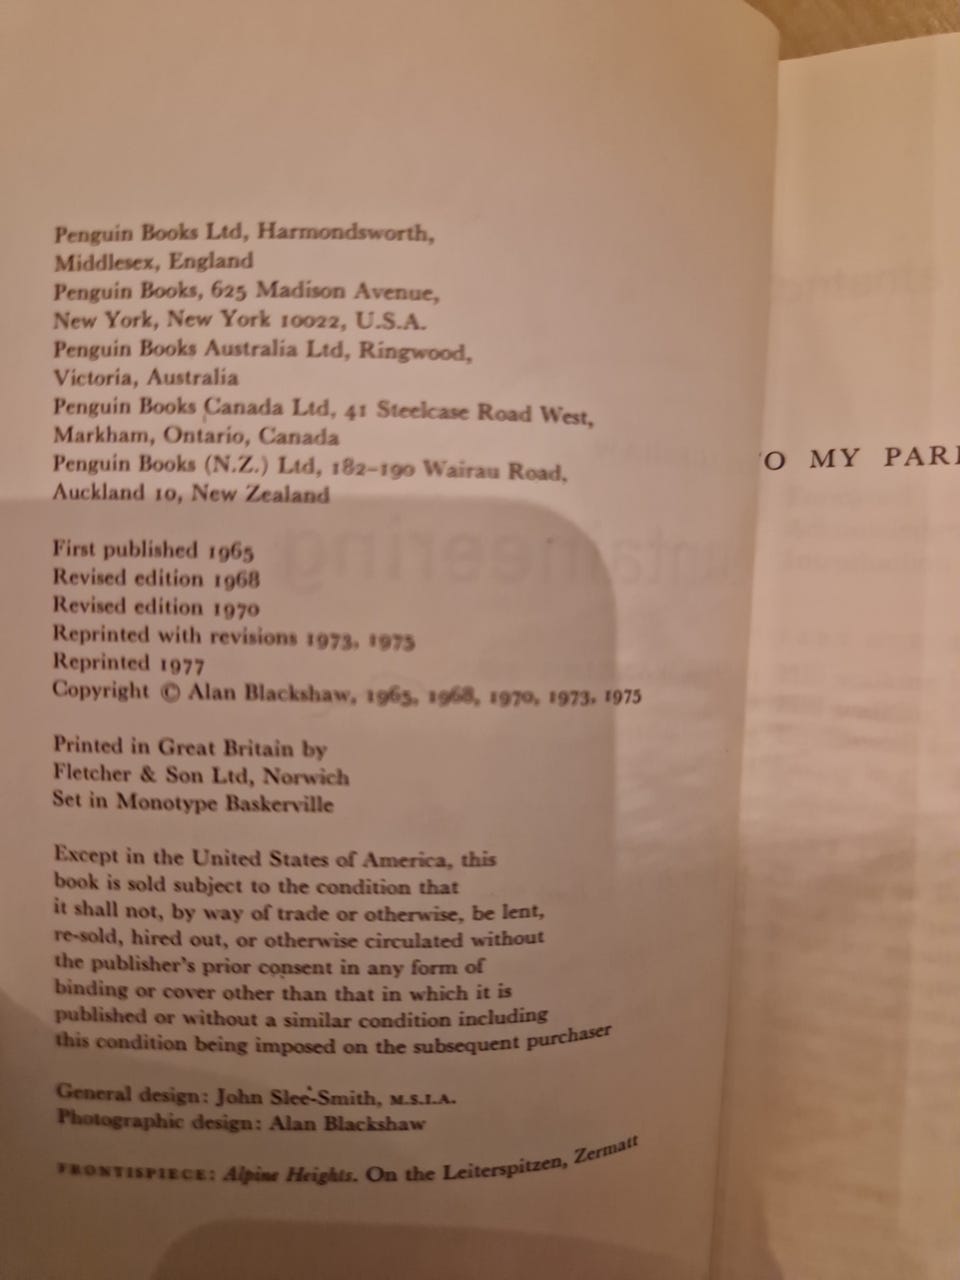 Penguin Books Ltd, Harmondsworth,
Middlesex, England
Penguin Books, 625 Madison Avenue,
New York, New York 10022, U.S.A.
Penguin Books Australia Ltd, Ringwood,
Victoria, Australia
Penguin Books Canada Ltd, 41 Steelcase Road West,
Markham, Ontario, Canada
Penguin Books (N.Z.) Ltd, 182–190 Wairau Road,
Auckland 10, New Zealand
First published 1965
Revised edition 1968
Revised edition 1970
Reprinted with revisions 1973, 1975
Reprinted 1977
Copyright © Alan Blackshaw, 1965, 1968, 1970, 1973, 1975
Printed in Great Britain by
Fletcher & Son Ltd, Norwich
Set in Monotype Baskerville
Except in the United States of America, this
book is sold subject to the condition that
it shall not, by way of trade or otherwise, be lent,
re-sold, hired out, or otherwise circulated without
the publisher's prior consent in any form of
binding or cover other than that in which it is
published or without a similar condition including
this condition being imposed on the subsequent purchaser
General design: John Slee-Smith, M.S.I.A.
Photographic design: Alan Blackshaw
FRONTISPIECE: Alpine Heights. On the Leiterspitzen, Zermatt
O MY PAR